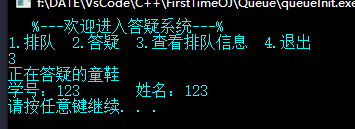 f:\DATE\VsCode\C++\FirstTimeOJ\Queue\queueInit.exe
%---欢迎进入答疑系统---%
1.排队 2.答疑 3.查看排队信息 4.退出
3
正在答疑的童鞋
学号：123 姓名：123
请按任意键继续. . .